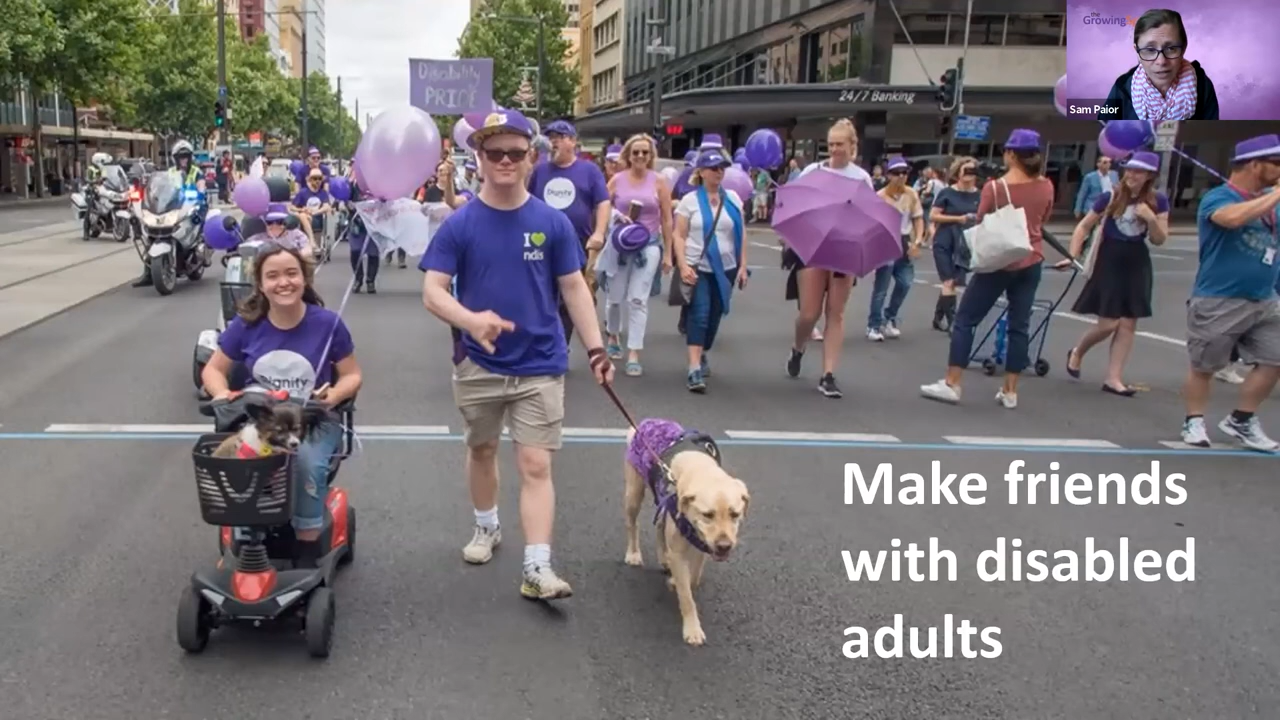 the
Growing
Sam Paior
Disability
PRIDE
24/7 Banking
Dignity
I
ndis
Dignity
Make friends
with disabled
adults